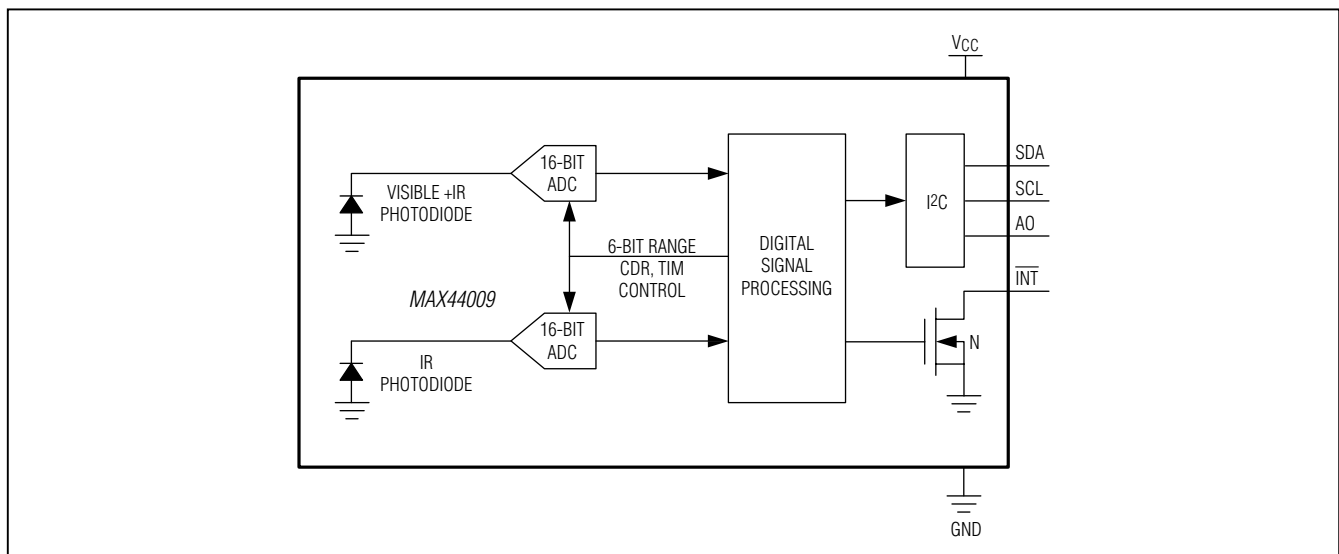 VCC
VISIBLE +IR
PHOTODIODE
16-BIT
ADC
6-BIT RANGE
CDR, TIM
CONTROL
MAX44009
16-BIT
ADC
IR
PHOTODIODE
DIGITAL
SIGNAL
PROCESSING
I2C
SDA
SCL
A0
INT
N
GND